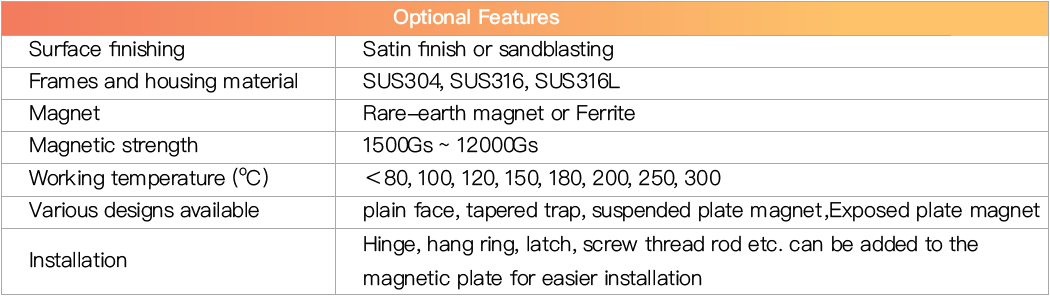 Optional Features
Surface finishing Satin finish or sandblasting
Frames and housing material SUS304, SUS316, SUS316L
Magnet Rare-earth magnet or Ferrite
Magnetic strength 1500Gs ~ 12000Gs
Working temperature (℃) <80, 100, 120, 150, 180, 200, 250, 300
Various designs available plain face, tapered trap, suspended plate magnet,Exposed plate magnet
Installation Hinge, hang ring, latch, screw thread rod etc. can be added to the
magnetic plate for easier installation